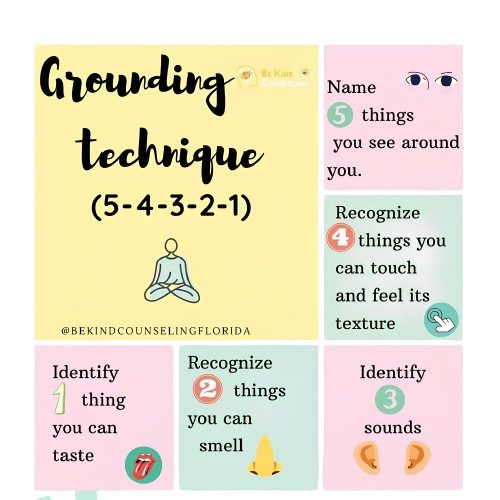 Grounding
BE KIND
COUNSELING
technique
(5-4-3-2-1)
@BEKINDCOUNSELINGFLORIDA
Name
5 things
you see around
you.
Recognize
4 things you
can touch
and feel its
texture
Identify
3
sounds
Recognize
2 things
you can
smell
Identify
1 thing
you can
taste